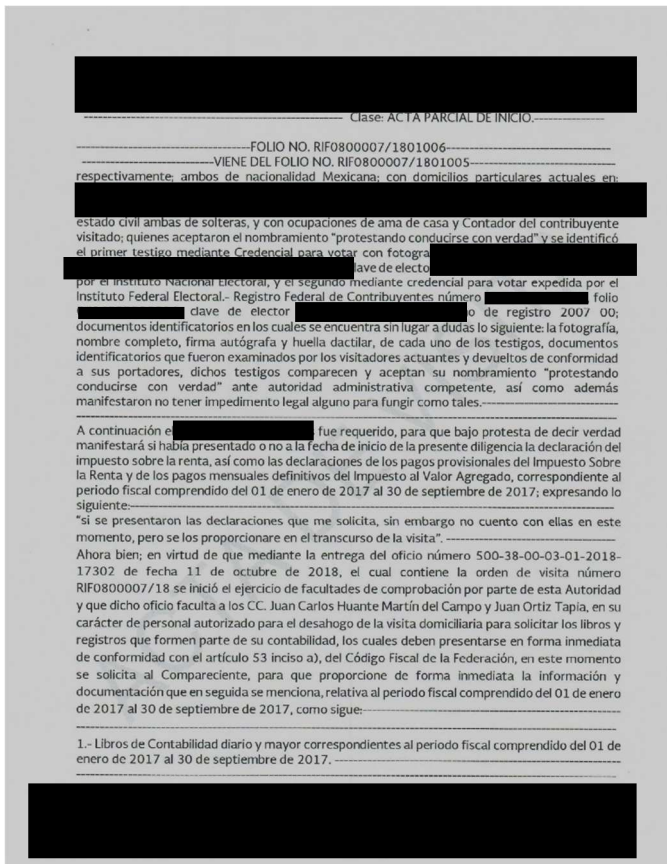 ---------------------------------------- Clase: ACTA PARCIAL DE INICIO.---------------
-----------------------------FOLIO NO. RIF0800007/1801006-----------------------------
-----------------------VIENE DEL FOLIO NO. RIF0800007/1801005-----------------------
respectivamente; ambos de nacionalidad Mexicana; con domicilios particulares actuales en:
estado civil ambas de solteras, y con ocupaciones de ama de casa y Contador del contribuyente
visitado; quienes aceptaron el nombramiento "protestando conducirse con verdad" y se identificó
el primer testigo mediante Credencial para votar con fotogra
lave de electo
por el Instituto Nacional Electoral, y el segundo mediante credencial para votar expedida por el
Instituto Federal Electoral.- Registro Federal de Contribuyentes número folio
clave de elector o de registro 2007 00;
documentos identificatorios en los cuales se encuentra sin lugar a dudas lo siguiente: la fotografía,
nombre completo, firma autógrafa y huella dactilar, de cada uno de los testigos, documentos
identificatorios que fueron examinados por los visitadores actuantes y devueltos de conformidad
a sus portadores, dichos testigos comparecen y aceptan su nombramiento "protestando
conducirse con verdad" ante autoridad administrativa competente, así como además
manifestaron no tener impedimento legal alguno para fungir como tales.--------------------
A continuación e fue requerido, para que bajo protesta de decir verdad
manifestará si había presentado o no a la fecha de inicio de la presente diligencia la declaración del
impuesto sobre la renta, así como las declaraciones de los pagos provisionales del Impuesto Sobre
la Renta y de los pagos mensuales definitivos del Impuesto al Valor Agregado, correspondiente al
periodo fiscal comprendido del 01 de enero de 2017 al 30 de septiembre de 2017; expresando lo
siguiente:--------------------
"si se presentaron las declaraciones que me solicita, sin embargo no cuento con ellas en este
momento, pero se los proporcionare en el transcurso de la visita". --------------------
Ahora bien; en virtud de que mediante la entrega del oficio número 500-38-00-03-01-2018-
17302 de fecha 11 de octubre de 2018, el cual contiene la orden de visita número
RIF0800007/18 se inició el ejercicio de facultades de comprobación por parte de esta Autoridad
y que dicho oficio faculta a los CC. Juan Carlos Huante Martín del Campo y Juan Ortiz Tapia, en su
carácter de personal autorizado para el desahogo de la visita domiciliaria para solicitar los libros y
registros que formen parte de su contabilidad, los cuales deben presentarse en forma inmediata
de conformidad con el artículo 53 inciso a), del Código Fiscal de la Federación, en este momento
se solicita al Compareciente, para que proporcione de forma inmediata la información y
documentación que en seguida se menciona, relativa al periodo fiscal comprendido del 01 de enero
de 2017 al 30 de septiembre de 2017, como sigue:--------------------
1.- Libros de Contabilidad diario y mayor correspondientes al periodo fiscal comprendido del 01 de
enero de 2017 al 30 de septiembre de 2017. --------------------